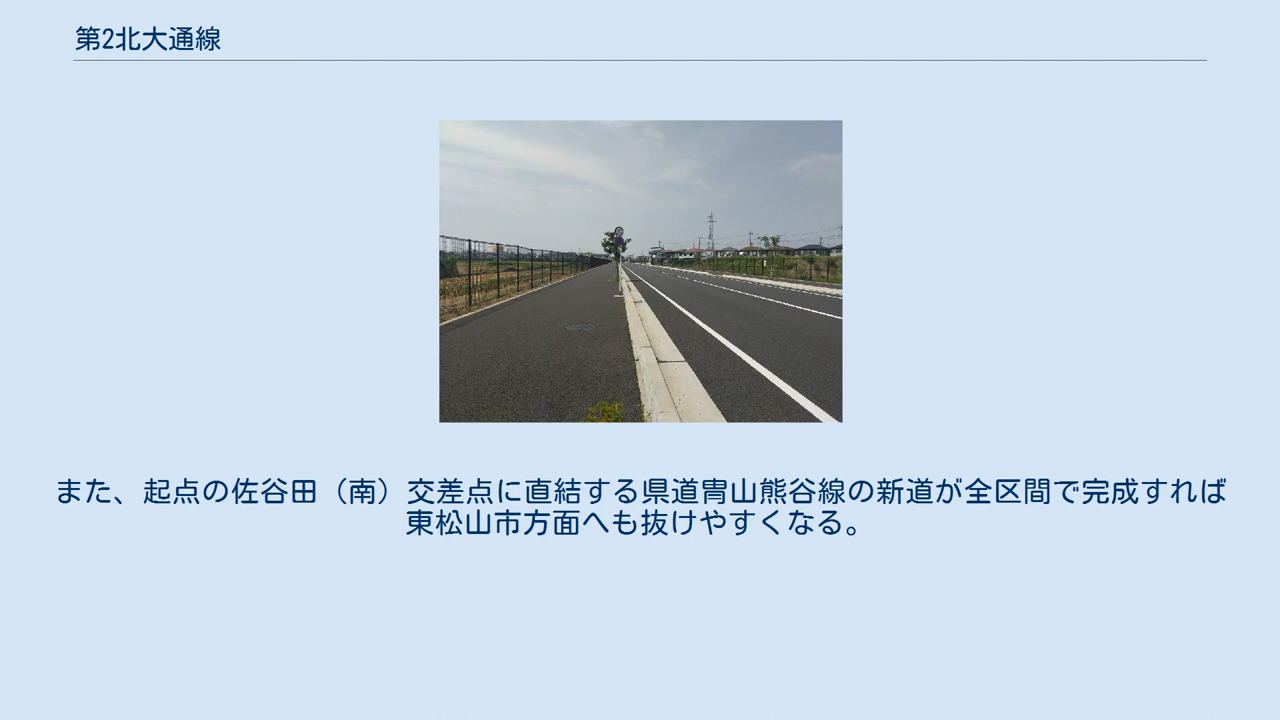 第2北大通線
また、起点の佐谷田（南）交差点に直結する県道冑山熊谷線の新道が全区間で完成すれば
東松山市方面へも抜けやすくなる。